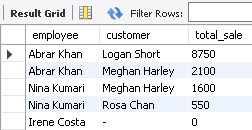 Result Grid Filter Rows:
employee customer total_sale
Abrar Khan Logan Short 8750
Abrar Khan Meghan Harley 2100
Nina Kumari Meghan Harley 1600
Nina Kumari Rosa Chan 550
Irene Costa - 0